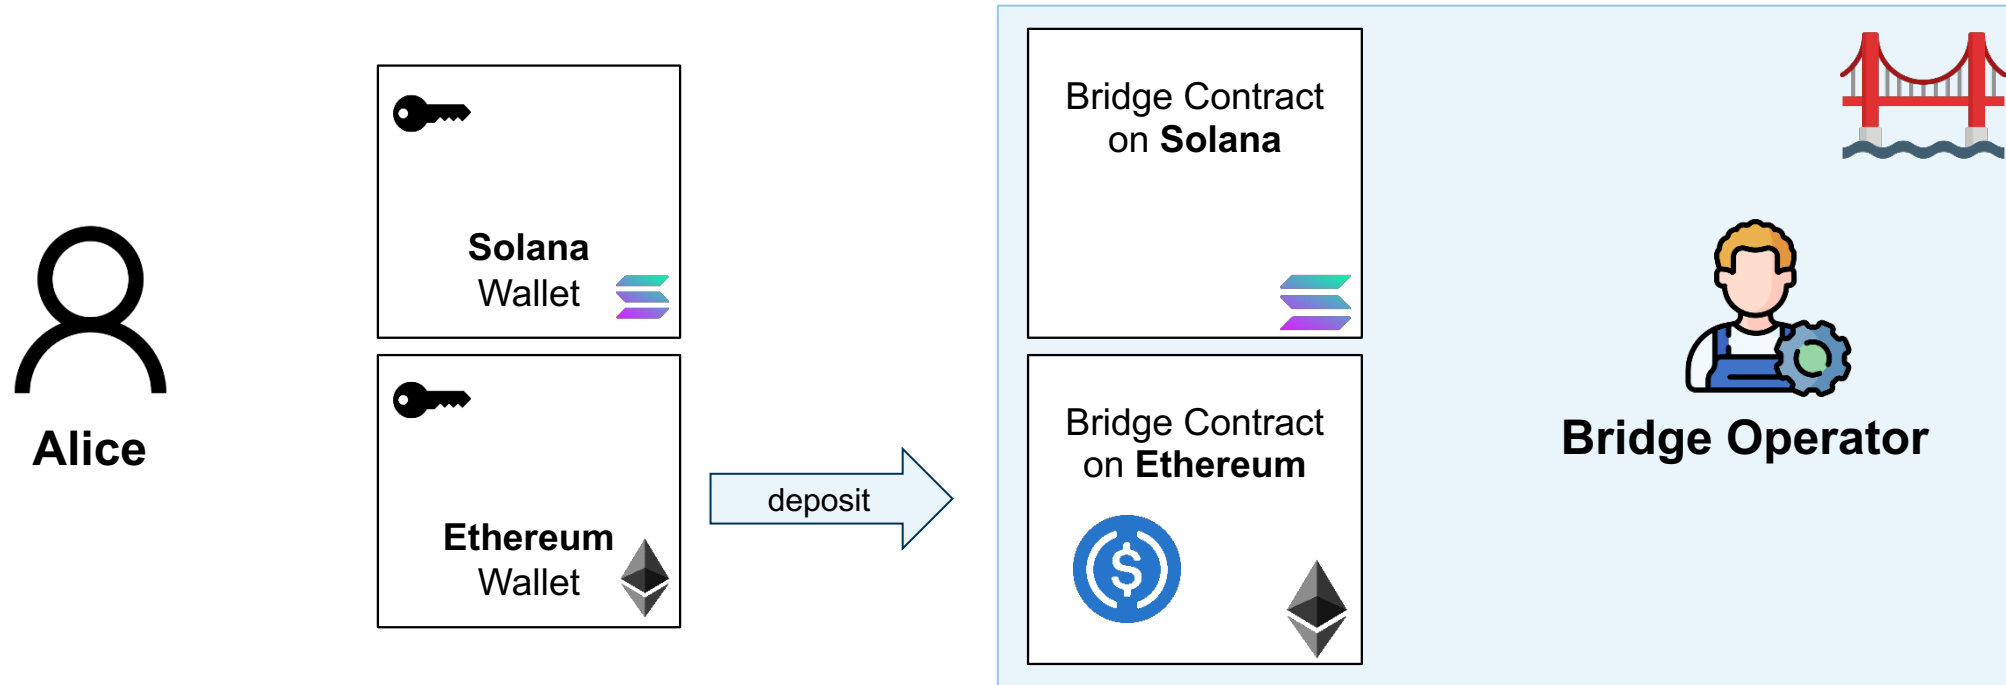 Alice
Solana
Wallet
Ethereum
Wallet
deposit
Bridge Contract
on Solana
Bridge Contract
on Ethereum
$
Bridge Operator